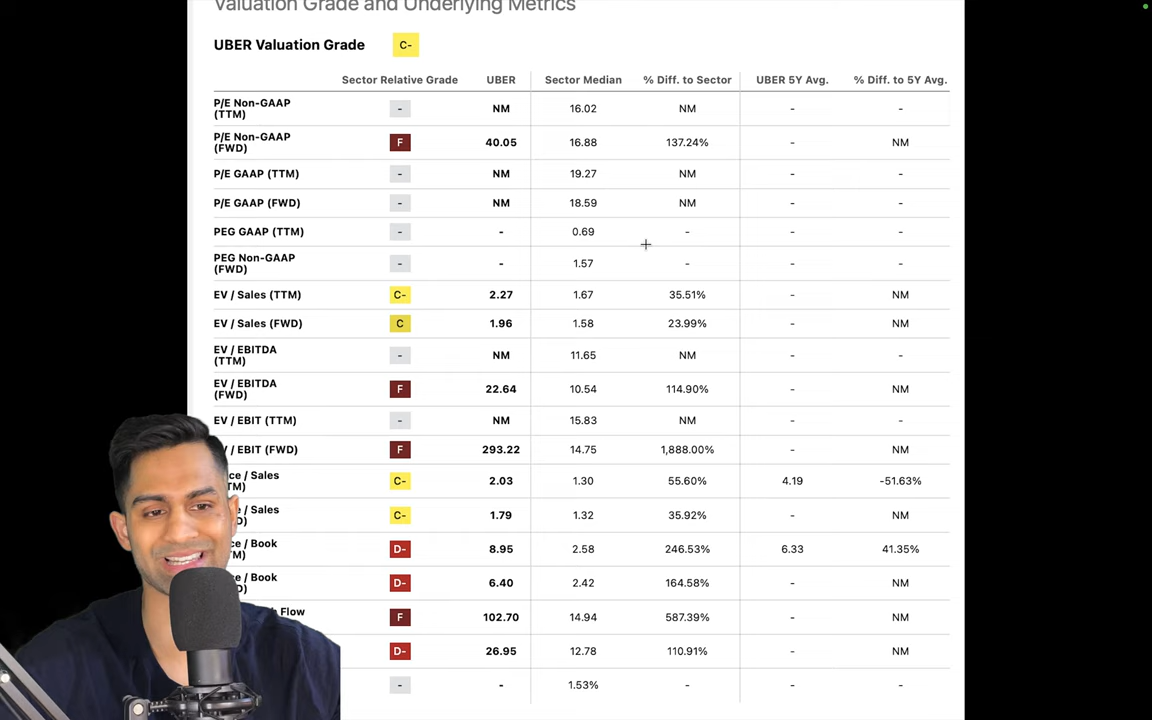 Valuation Grade and Underlying Metrics
UBER Valuation Grade C-
Sector Relative Grade UBER Sector Median % Diff. to Sector UBER 5Y Avg. % Diff. to 5Y Avg.
P/E Non-GAAP
(TTM) - NM 16.02 NM - -
P/E Non-GAAP
(FWD) F 40.05 16.88 137.24% - NM
P/E GAAP (TTM) - NM 19.27 NM - -
P/E GAAP (FWD) - NM 18.59 NM - -
PEG GAAP (TTM) - - 0.69 - - -
PEG Non-GAAP
(FWD) - - 1.57 - - -
EV / Sales (TTM) C- 2.27 1.67 35.51% - NM
EV / Sales (FWD) C 1.96 1.58 23.99% - NM
EV / EBITDA
(TTM) - NM 11.65 NM - -
EV / EBITDA
(FWD) F 22.64 10.54 114.90% - NM
EV / EBIT (TTM) - NM 15.83 NM - -
/ EBIT (FWD) F 293.22 14.75 1,888.00% - NM
/ Sales
C- 2.03 1.30 55.60% 4.19 -51.63%
/ Sales
C- 1.79 1.32 35.92% - NM
/ Book
D- 8.95 2.58 246.53% 6.33 41.35%
/ Book
D- 6.40 2.42 164.58% - NM
Flow
F 102.70 14.94 587.39% - NM
D- 26.95 12.78 110.91% - NM
- - 1.53% - - -